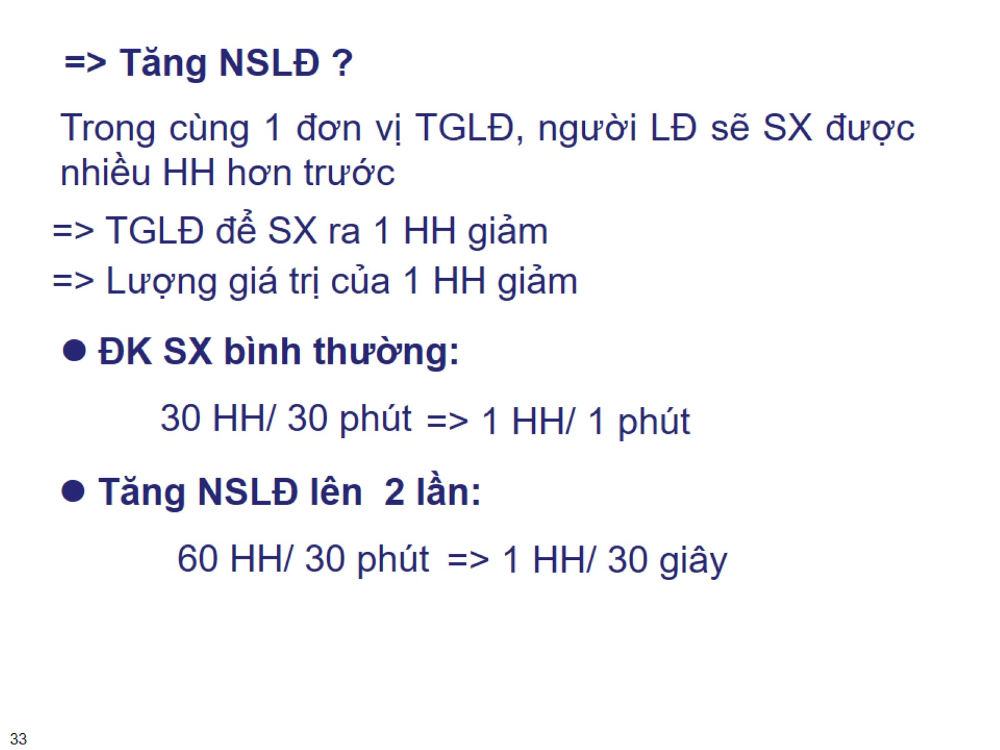 => Tăng NSLĐ ?
Trong cùng 1 đơn vị TGLĐ, người LĐ sẽ SX được
nhiều HH hơn trước
=> TGLĐ để SX ra 1 HH giảm
=> Lượng giá trị của 1 HH giảm
● ĐK SX bình thường:
30 HH/ 30 phút => 1 HH/ 1 phút
● Tăng NSLĐ lên 2 lần:
60 HH/ 30 phút => 1 HH/ 30 giây
33